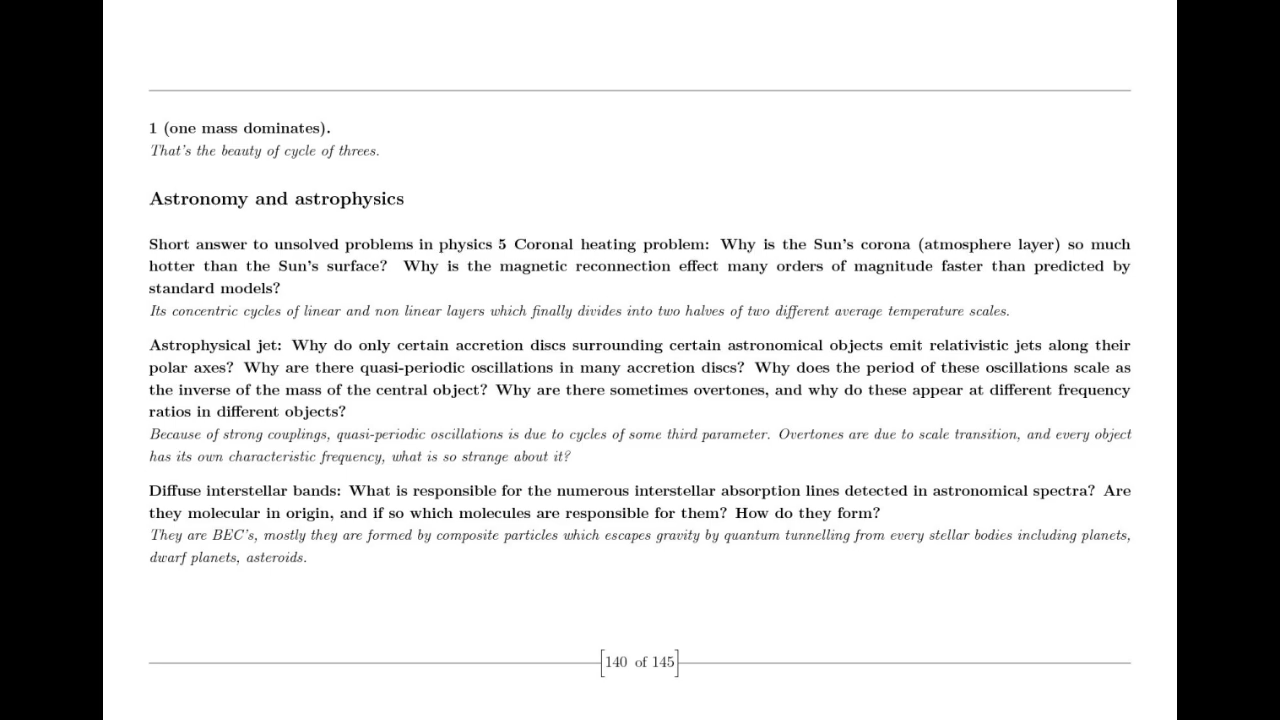 1 (one mass dominates).
That's the beauty of cycle of threes.
Astronomy and astrophysics
Short answer to unsolved problems in physics 5 Coronal heating problem: Why is the Sun's corona (atmosphere layer) so much
hotter than the Sun's surface? Why is the magnetic reconnection effect many orders of magnitude faster than predicted by
standard models?
Its concentric cycles of linear and non linear layers which finally divides into two halves of two different average temperature scales.
Astrophysical jet: Why do only certain accretion discs surrounding certain astronomical objects emit relativistic jets along their
polar axes? Why are there quasi-periodic oscillations in many accretion discs? Why does the period of these oscillations scale as
the inverse of the mass of the central object? Why are there sometimes overtones, and why do these appear at different frequency
ratios in different objects?
Because of strong couplings, quasi-periodic oscillations is due to cycles of some third parameter. Overtones are due to scale transition, and every object
has its own characteristic frequency, what is so strange about it?
Diffuse interstellar bands: What is responsible for the numerous interstellar absorption lines detected in astronomical spectra? Are
they molecular in origin, and if so which molecules are responsible for them? How do they form?
They are BEC's, mostly they are formed by composite particles which escapes gravity by quantum tunnelling from every stellar bodies including planets,
dwarf planets, asteroids.
140 of 145